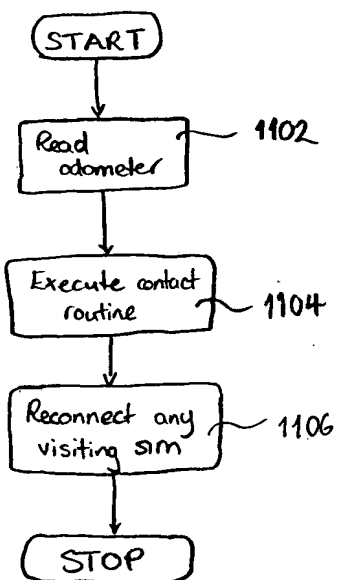 START
Read
odometer
1102
Execute contact
routine
1104
Reconnect any
visiting sim
1106
STOP